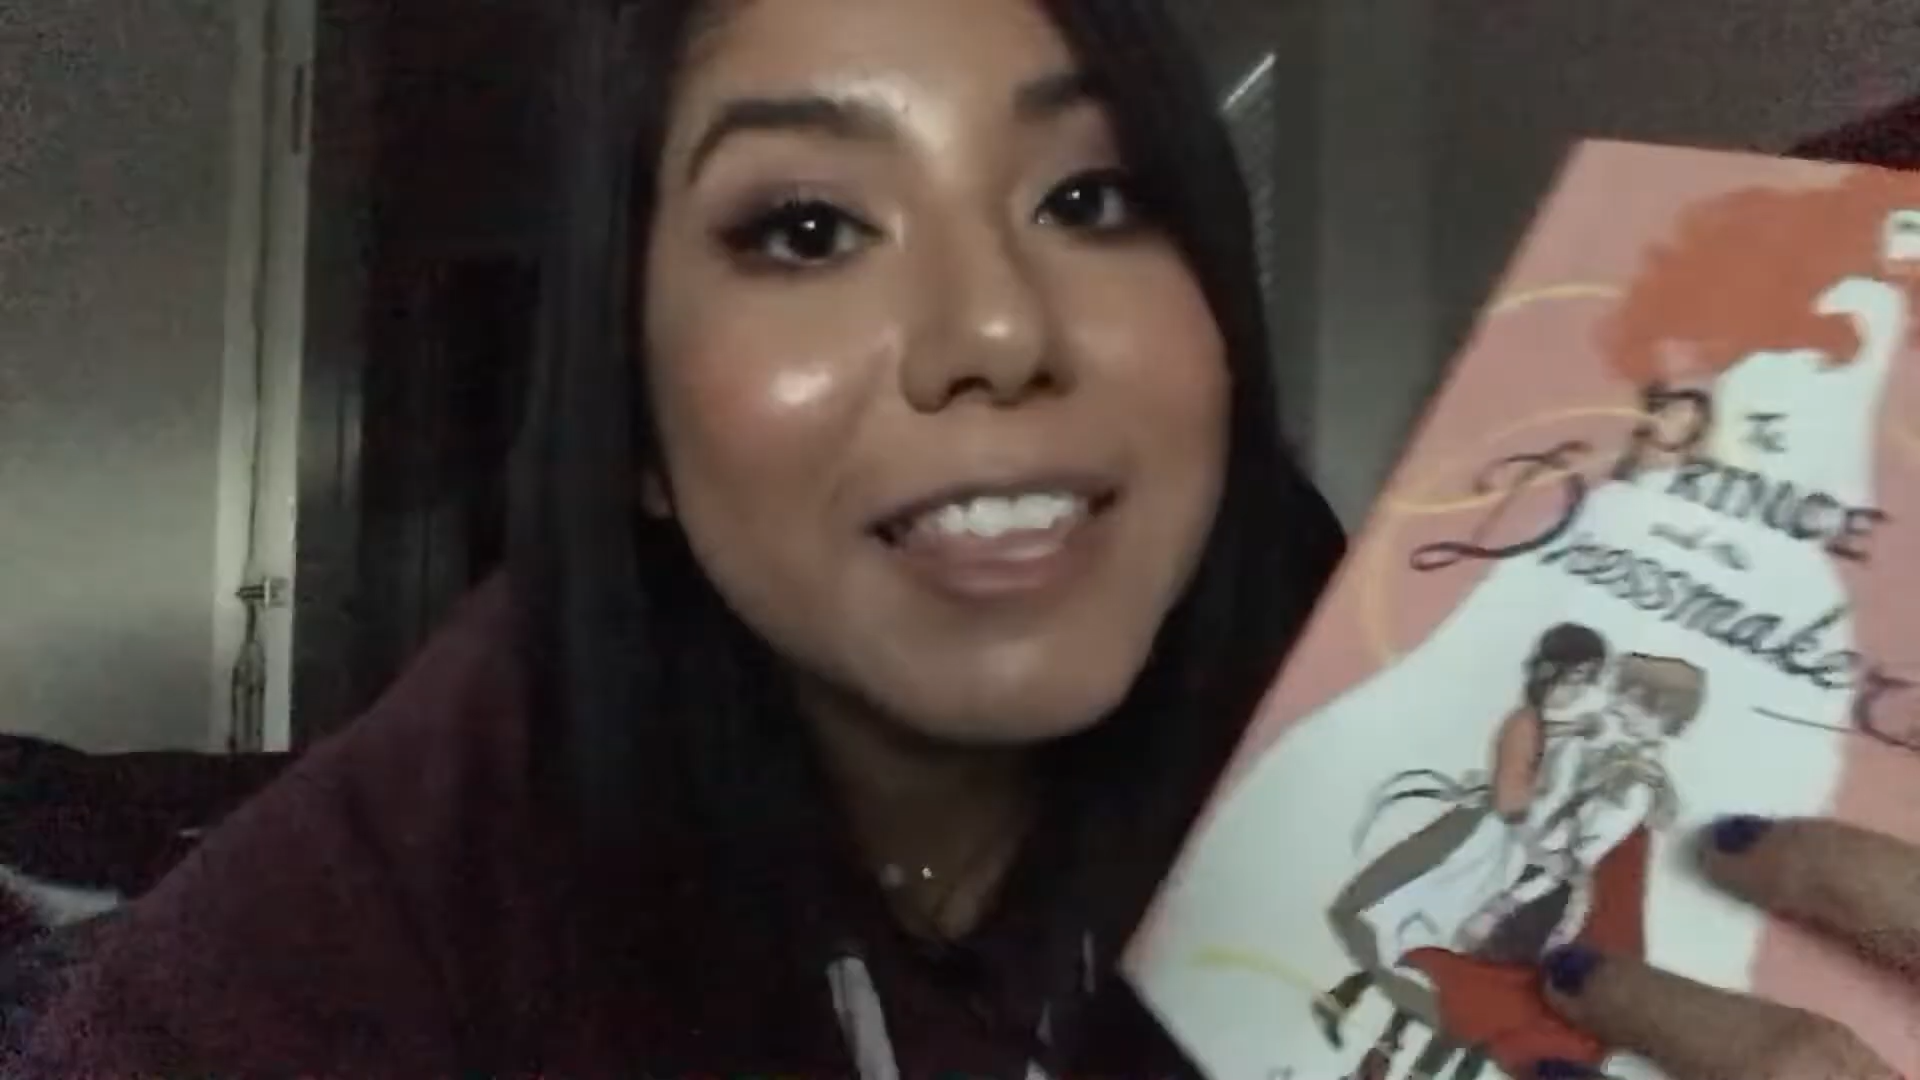 The
PRINCE
and the
Dressmaker